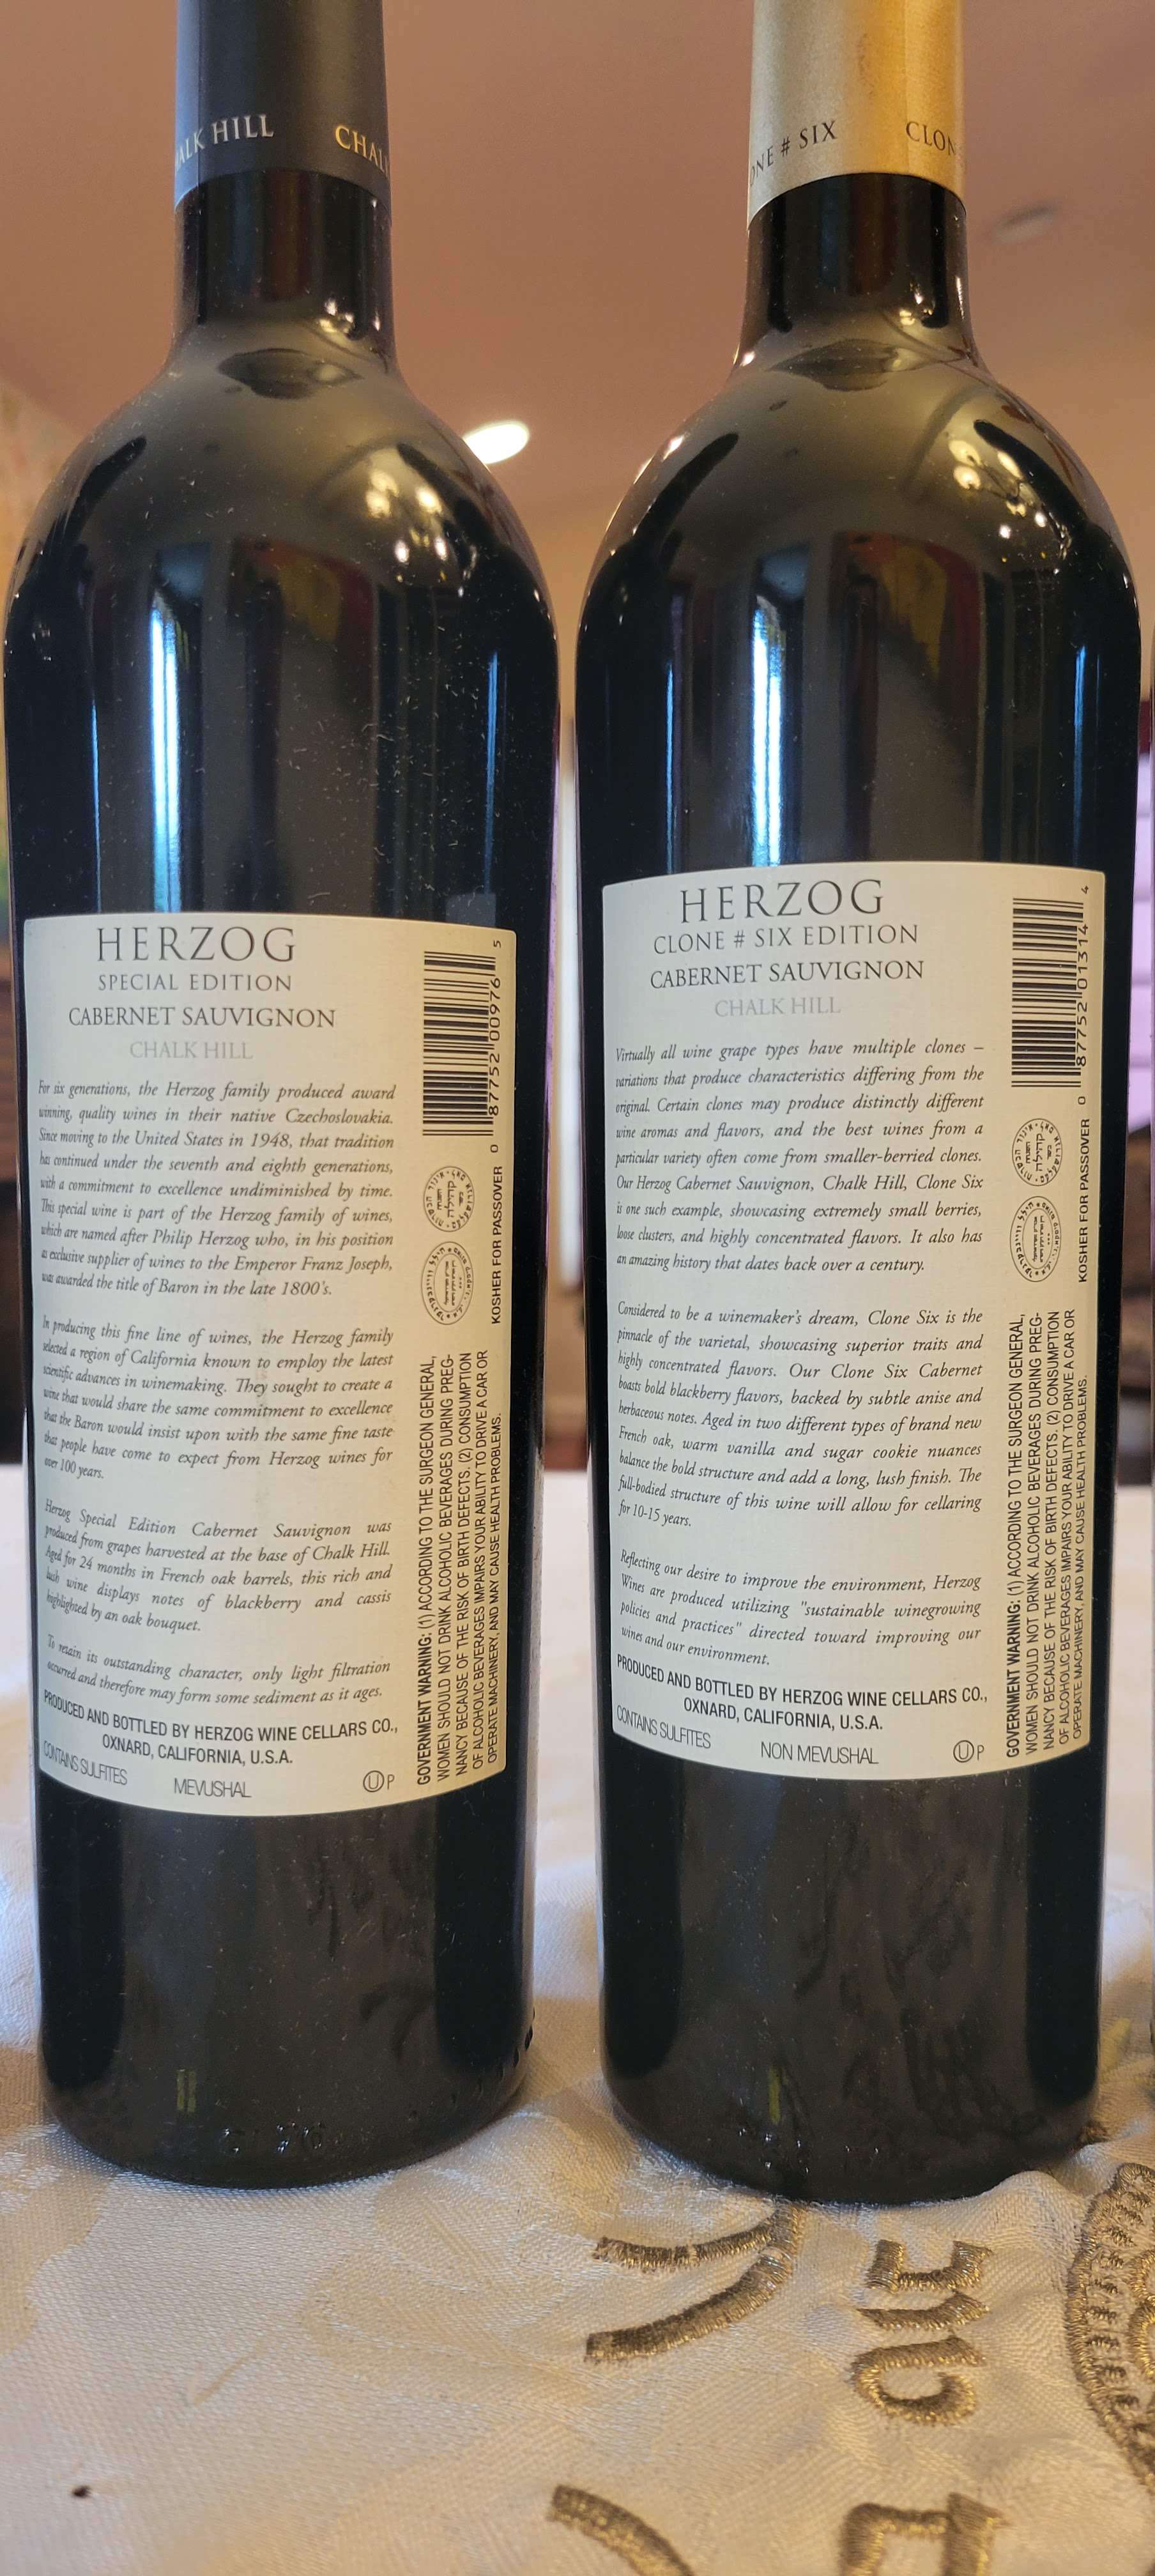 ALK HILL
CHAL
HERZOG
SPECIAL EDITION
CABERNET SAUVIGNON
CHALK HILL
For six generations, the Herzog family produced award
winning, quality wines in their native Czechoslovakia.
Since moving to the United States in 1948, that tradition
has continued under the seventh and eighth generations,
with a commitment to excellence undiminished by time.
This special wine is part of the Herzog family of wines,
which are named after Philip Herzog who, in his position
as exclusive supplier of wines to the Emperor Franz Joseph,
was awarded the title of Baron in the late 1800's.
In producing this fine line of wines, the Herzog family
selected a region of California known to employ the latest
scientific advances in winemaking. They sought to create a
wine that would share the same commitment to excellence
that the Baron would insist upon with the same fine taste
that people have come to expect from Herzog wines for
over 100 years.
Herzog Special Edition Cabernet Sauvignon was
produced from grapes harvested at the base of Chalk Hill.
Aged for 24 months in French oak barrels, this rich and
lush wine displays notes of blackberry and cassis
highlighted by an oak bouquet.
To retain its outstanding character, only light filtration
occurred and therefore may form some sediment as it ages.
PRODUCED AND BOTTLED BY HERZOG WINE CELLARS CO.,
OXNARD, CALIFORNIA, U.S.A.
CONTAINS SULFITES MEVUSHAL U P
0 87752 00976 5
KOSHER FOR PASSOVER
GOVERNMENT WARNING: (1) ACCORDING TO THE SURGEON GENERAL,
WOMEN SHOULD NOT DRINK ALCOHOLIC BEVERAGES DURING PREG-
NANCY BECAUSE OF THE RISK OF BIRTH DEFECTS. (2) CONSUMPTION
OF ALCOHOLIC BEVERAGES IMPAIRS YOUR ABILITY TO DRIVE A CAR OR
OPERATE MACHINERY, AND MAY CAUSE HEALTH PROBLEMS.
ONE # SIX
CLON
HERZOG
CLONE # SIX EDITION
CABERNET SAUVIGNON
CHALK HILL
Virtually all wine grape types have multiple clones –
variations that produce characteristics differing from the
original. Certain clones may produce distinctly different
wine aromas and flavors, and the best wines from a
particular variety often come from smaller-berried clones.
Our Herzog Cabernet Sauvignon, Chalk Hill, Clone Six
is one such example, showcasing extremely small berries,
loose clusters, and highly concentrated flavors. It also has
an amazing history that dates back over a century.
Considered to be a winemaker's dream, Clone Six is the
pinnacle of the varietal, showcasing superior traits and
highly concentrated flavors. Our Clone Six Cabernet
boasts bold blackberry flavors, backed by subtle anise and
herbaceous notes. Aged in two different types of brand new
French oak, warm vanilla and sugar cookie nuances
balance the bold structure and add a long, lush finish. The
full-bodied structure of this wine will allow for cellaring
for 10-15 years.
Reflecting our desire to improve the environment, Herzog
Wines are produced utilizing "sustainable winegrowing
policies and practices" directed toward improving our
wines and our environment.
PRODUCED AND BOTTLED BY HERZOG WINE CELLARS CO.,
OXNARD, CALIFORNIA, U.S.A.
CONTAINS SULFITES NON MEVUSHAL U P
0 87752 01314 4
KOSHER FOR PASSOVER
GOVERNMENT WARNING: (1) ACCORDING TO THE SURGEON GENERAL,
WOMEN SHOULD NOT DRINK ALCOHOLIC BEVERAGES DURING PREG-
NANCY BECAUSE OF THE RISK OF BIRTH DEFECTS. (2) CONSUMPTION
OF ALCOHOLIC BEVERAGES IMPAIRS YOUR ABILITY TO DRIVE A CAR OR
OPERATE MACHINERY, AND MAY CAUSE HEALTH PROBLEMS.